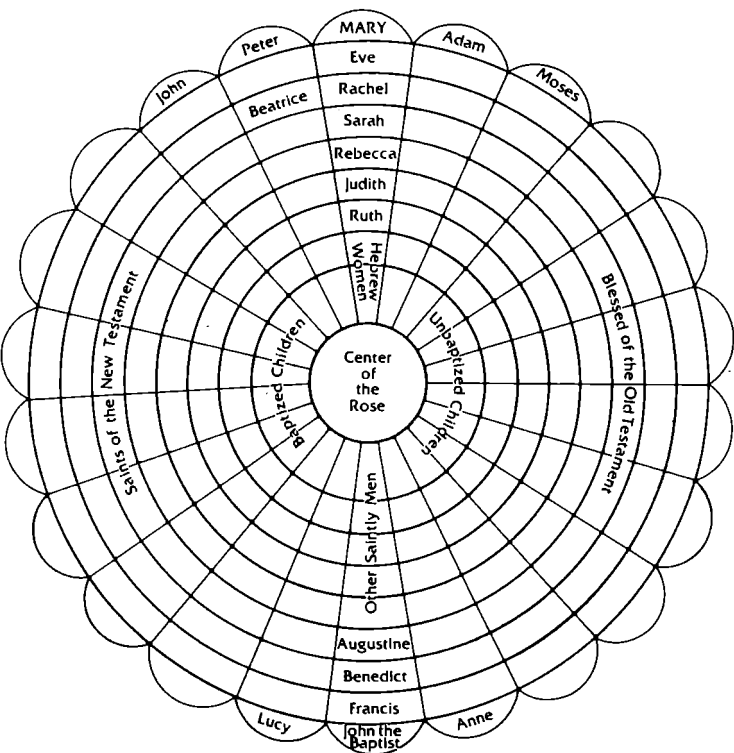 MARY
Peter
Adam
John
Moses
Eve
Rachel
Beatrice
Sarah
Rebecca
Judith
Ruth
Hebrew
Women
Saints of the New Testament
Baptized Children
Center
of
the
Rose
Unbaptized Children
Blessed of the Old Testament
Other Saintly Men
Augustine
Benedict
Francis
Lucy
John the
Baptist
Anne